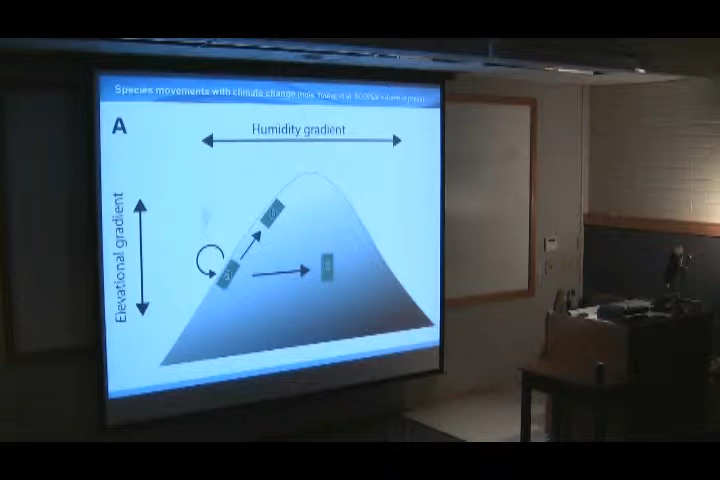 Species movements with climate change
A
Humidity gradient
Elevational gradient